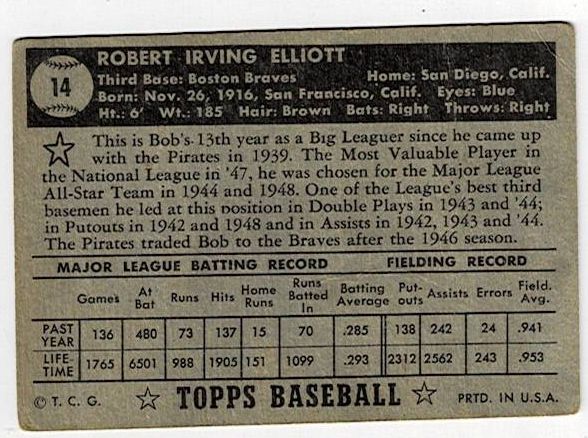 14
ROBERT IRVING ELLIOTT
Third Base: Boston Braves Home: San Diego, Calif.
Born: Nov. 26, 1916, San Francisco, Calif. Eyes: Blue
Ht.: 6' Wt.: 185 Hair: Brown Bats: Right Throws: Right
This is Bob's 13th year as a Big Leaguer since he came up
with the Pirates in 1939. The Most Valuable Player in
the National League in '47, he was chosen for the Major League
All-Star Team in 1944 and 1948. One of the League's best third
basemen he led at this position in Double Plays in 1943 and '44;
in Putouts in 1942 and 1948 and in Assists in 1942, 1943 and '44.
The Pirates traded Bob to the Braves after the 1946 season.
MAJOR LEAGUE BATTING RECORD FIELDING RECORD
Games At Bat Runs Hits Home Runs Runs Batted In Batting Average Put-outs Assists Errors Field. Avg.
PAST YEAR 136 480 73 137 15 70 .285 138 242 24 .941
LIFE-TIME 1765 6501 988 1905 151 1099 .293 2312 2562 243 .953
© T. C. G. TOPPS BASEBALL PRTD. IN U.S.A.